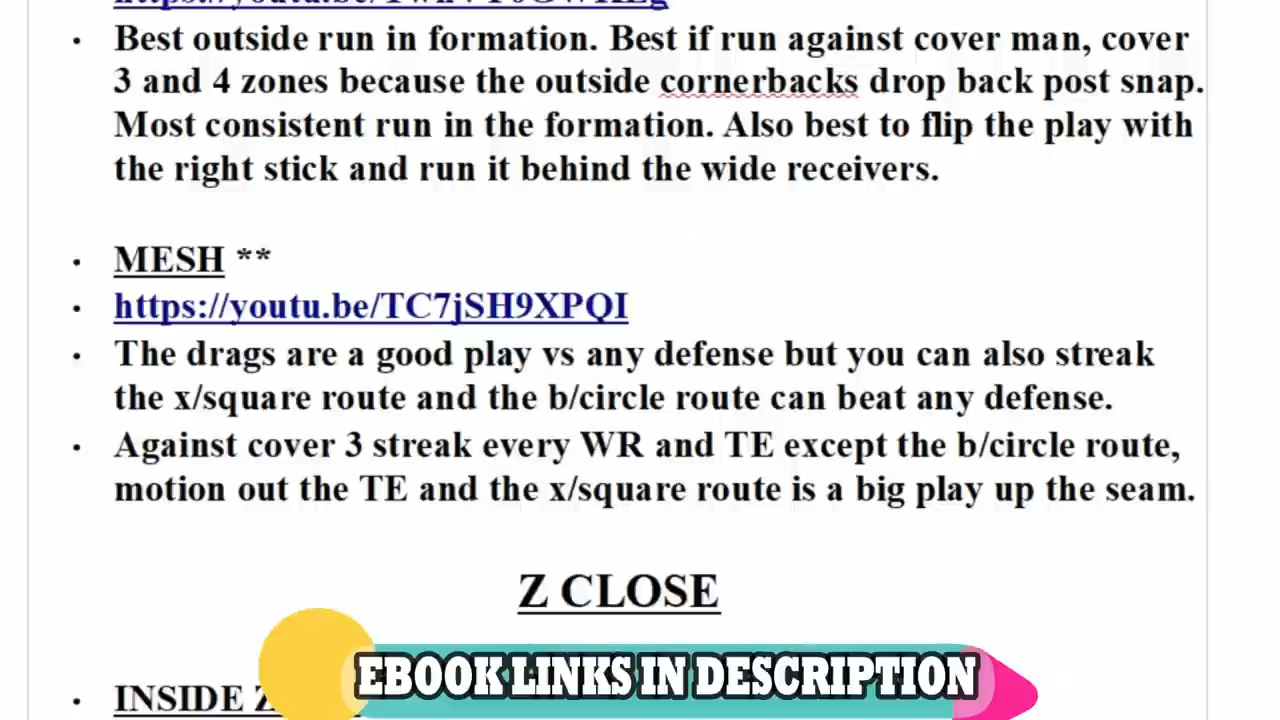 Best outside run in formation. Best if run against cover man, cover
3 and 4 zones because the outside cornerbacks drop back post snap.
Most consistent run in the formation. Also best to flip the play with
the right stick and run it behind the wide receivers.
MESH **
https://youtu.be/TC7jSH9XPQI
The drags are a good play vs any defense but you can also streak
the x/square route and the b/circle route can beat any defense.
Against cover 3 streak every WR and TE except the b/circle route,
motion out the TE and the x/square route is a big play up the seam.
Z CLOSE
EBOOK LINKS IN DESCRIPTION
INSIDE